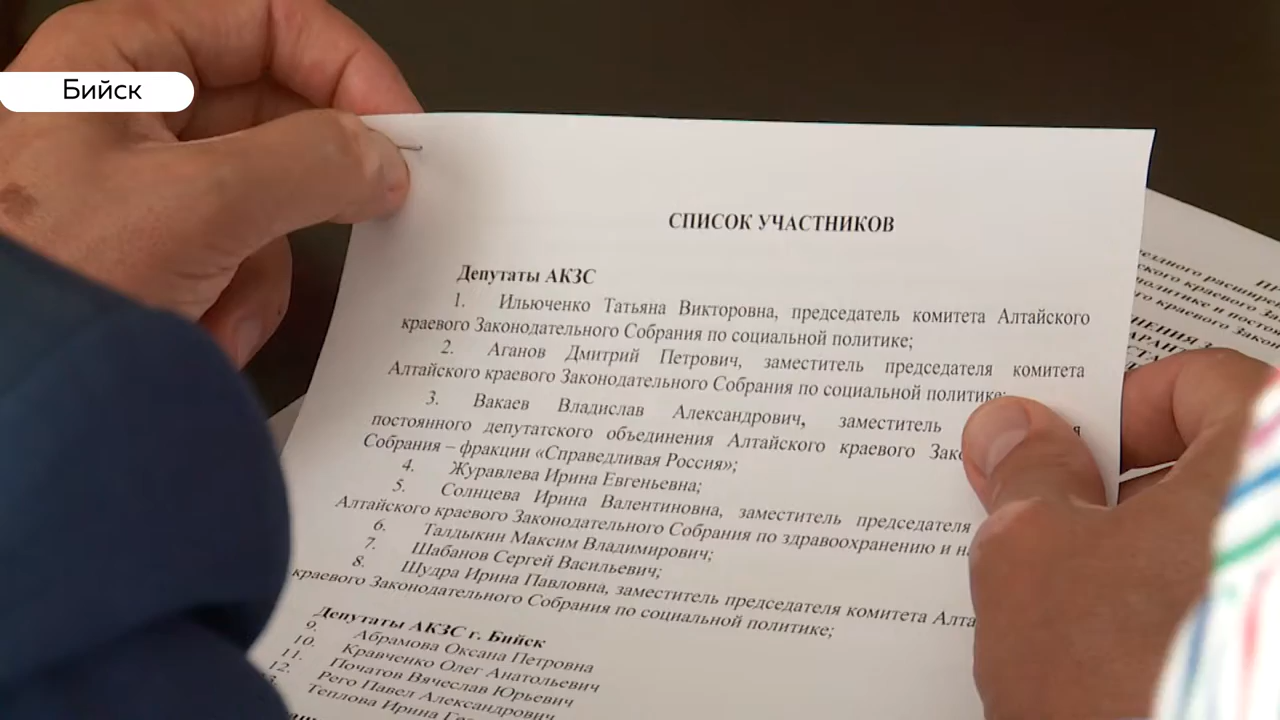 Бийск
СПИСОК УЧАСТНИКОВ
Депутаты АКЗС
1. Ильюченко Татьяна Викторовна, председатель комитета Алтайского
краевого Законодательного Собрания по социальной политике;
2. Аганов Дмитрий Петрович, заместитель председателя комитета
Алтайского краевого Законодательного Собрания по социальной политике;
3. Вакаев Владислав Александрович, заместитель
постоянного депутатского объединения Алтайского краевого
Собрания – фракции «Справедливая Россия»;
4. Журавлева Ирина Евгеньевна;
5. Солнцева Ирина Валентиновна, заместитель председателя
Алтайского краевого Законодательного Собрания по здравоохранению и
6. Талдыкин Максим Владимирович;
7. Шабанов Сергей Васильевич;
8. Шудра Ирина Павловна, заместитель председателя комитета
краевого Законодательного Собрания по социальной политике;
Депутаты АКЗС г. Бийск
9. Абрамова Оксана Петровна
10. Кравченко Олег Анатольевич
11. Початов Вячеслав Юрьевич
12. Рего Павел Александрович
Теплова Ирина